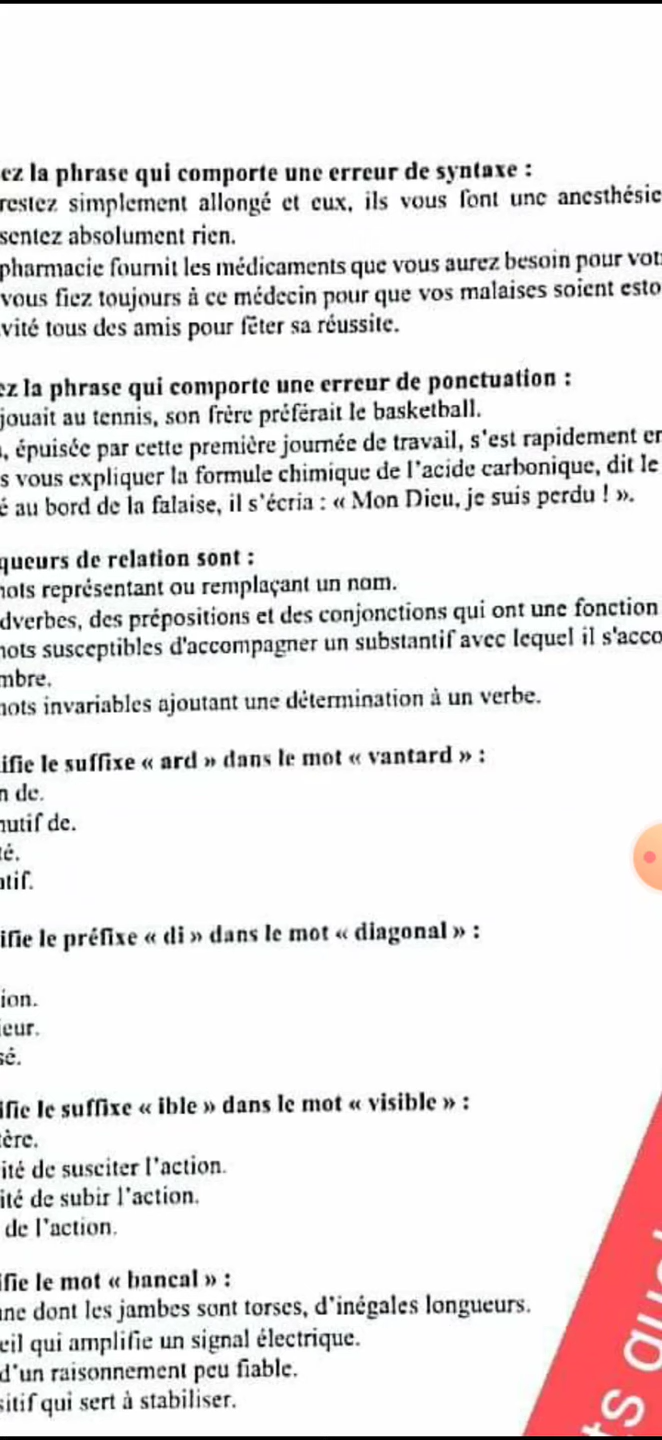 ez la phrase qui comporte une erreur de syntaxe :
restez simplement allongé et eux, ils vous font une anesthésie
sentez absolument rien.
pharmacie fournit les médicaments que vous aurez besoin pour vot
vous fiez toujours à ce médecin pour que vos malaises soient esto
vité tous des amis pour fêter sa réussite.
ez la phrase qui comporte une erreur de ponctuation :
jouait au tennis, son frère préférait le basketball.
, épuisée par cette première journée de travail, s'est rapidement en
s vous expliquer la formule chimique de l'acide carbonique, dit le
é au bord de la falaise, il s'écria : « Mon Dieu, je suis perdu ! ».
queurs de relation sont :
nots représentant ou remplaçant un nom.
dverbes, des prépositions et des conjonctions qui ont une fonction
nots susceptibles d'accompagner un substantif avec lequel il s'acco
mbre.
nots invariables ajoutant une détermination à un verbe.
ifie le suffixe « ard » dans le mot « vantard » :
n de.
nutif de.
té.
atif.
ifie le préfixe « di » dans le mot « diagonal » :
ion.
ieur.
sé.
ifie le suffixe « ible » dans le mot « visible » :
tère.
ité de susciter l'action.
ité de subir l'action.
de l'action.
ifie le mot « bancal » :
ne dont les jambes sont torses, d'inégales longueurs.
eil qui amplifie un signal électrique.
d'un raisonnement peu fiable.
sitif qui sert à stabiliser.